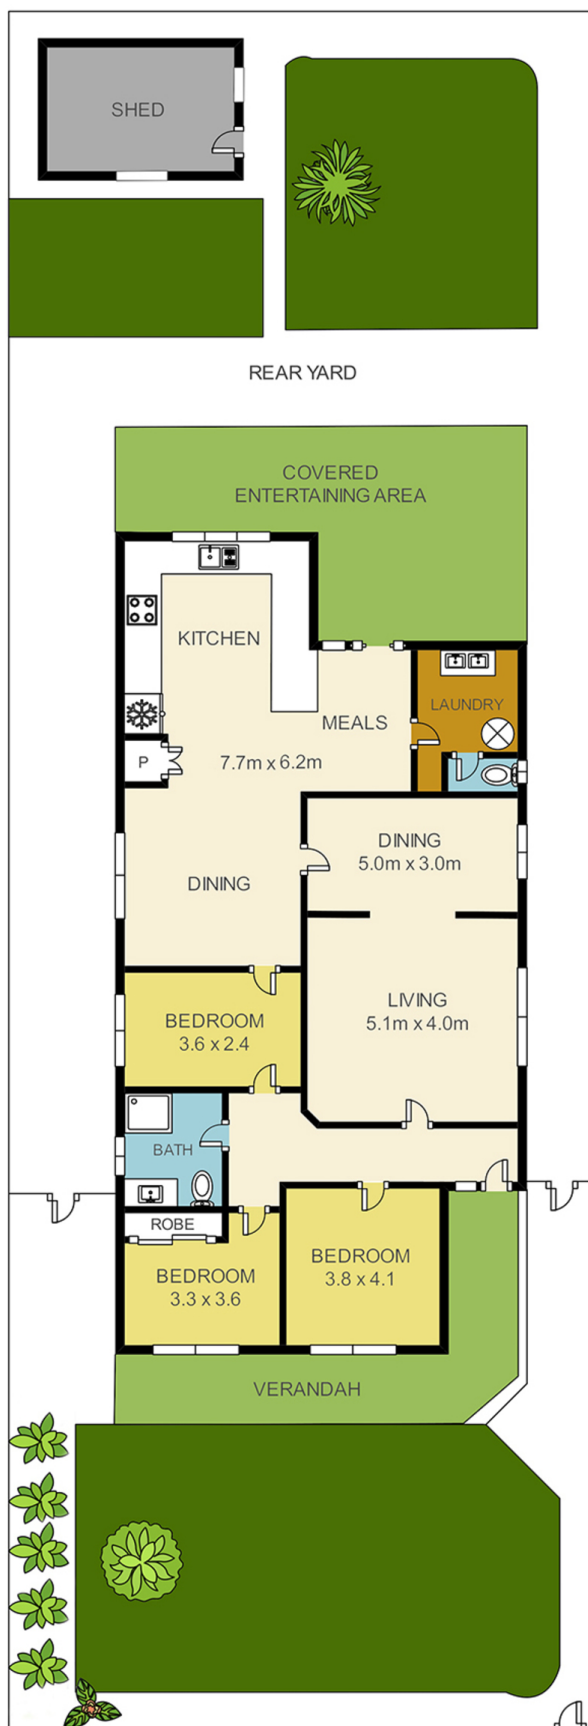 SHED
REAR YARD
COVERED
ENTERTAINING AREA
KITCHEN
LAUNDRY
MEALS
P
7.7m x 6.2m
DINING
5.0m x 3.0m
DINING
LIVING
5.1m x 4.0m
BEDROOM
3.6 x 2.4
BATH
ROBE
BEDROOM
3.8 x 4.1
BEDROOM
3.3 x 3.6
VERANDAH